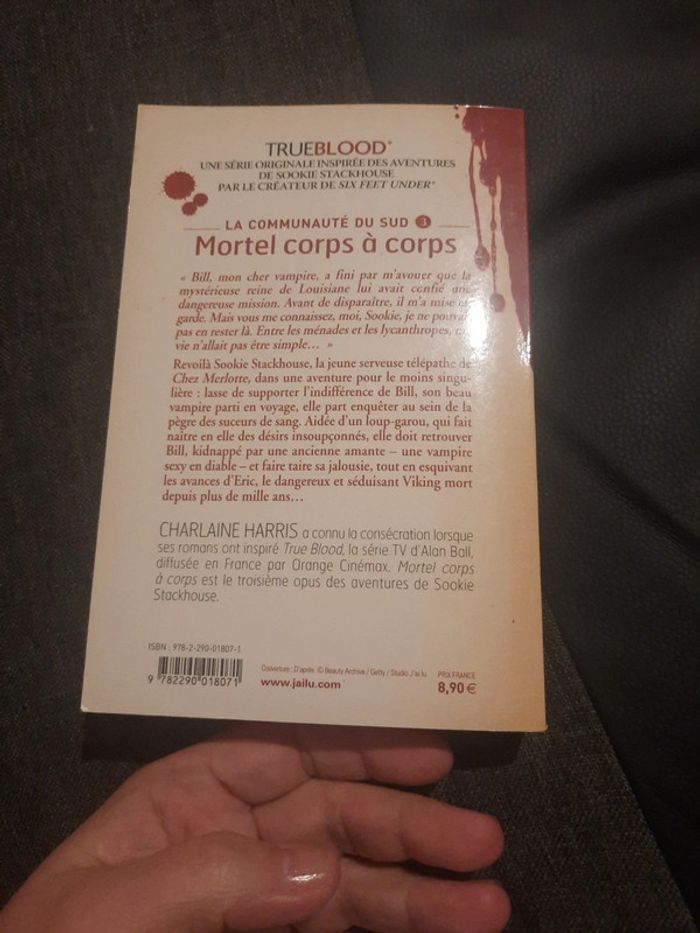 TRUEBLOOD®
UNE SÉRIE ORIGINALE INSPIRÉE DES AVENTURES
DE SOOKIE STACKHOUSE
PAR LE CRÉATEUR DE SIX FEET UNDER®
LA COMMUNAUTÉ DU SUD 3
Mortel corps à corps
« Bill, mon cher vampire, a fini par m'avouer que la
mystérieuse reine de Louisiane lui avait confié une
dangereuse mission. Avant de disparaître, il m'a mise en
garde. Mais vous me connaissez, moi, Sookie, je ne pouvais
pas en rester là. Entre les ménades et les lycanthropes,
vie n'allait pas être simple... »
Revoilà Sookie Stackhouse, la jeune serveuse télépathe de
Chez Merlotte, dans une aventure pour le moins singu-
lière : lasse de supporter l'indifférence de Bill, son beau
vampire parti en voyage, elle part enquêter au sein de la
pègre des suceurs de sang. Aidée d'un loup-garou, qui fait
naître en elle des désirs insoupçonnés, elle doit retrouver
Bill, kidnappé par une ancienne amante – une vampire
sexy en diable – et faire taire sa jalousie, tout en esquivant
les avances d'Eric, le dangereux et séduisant Viking mort
depuis plus de mille ans...
CHARLAINE HARRIS a connu la consécration lorsque
ses romans ont inspiré True Blood, la série TV d'Alan Ball,
diffusée en France par Orange Cinémax. Mortel corps
à corps est le troisième opus des aventures de Sookie
Stackhouse.
ISBN : 978-2-290-01807-1
9 782290 018071
Couverture : D'après © Beauty Archive / Getty / Studio J'ai lu
www.jailu.com
PRIX FRANCE
8,90 €